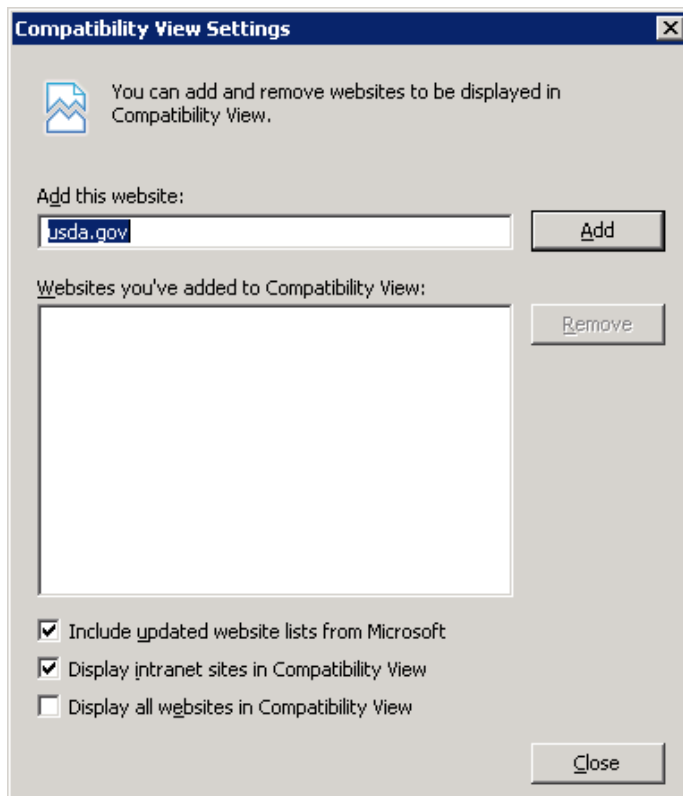 Compatibility View Settings
You can add and remove websites to be displayed in
Compatibility View.
Add this website:
usda.gov
Add
Websites you've added to Compatibility View:
Remove
Include updated website lists from Microsoft
Display intranet sites in Compatibility View
Display all websites in Compatibility View
Close